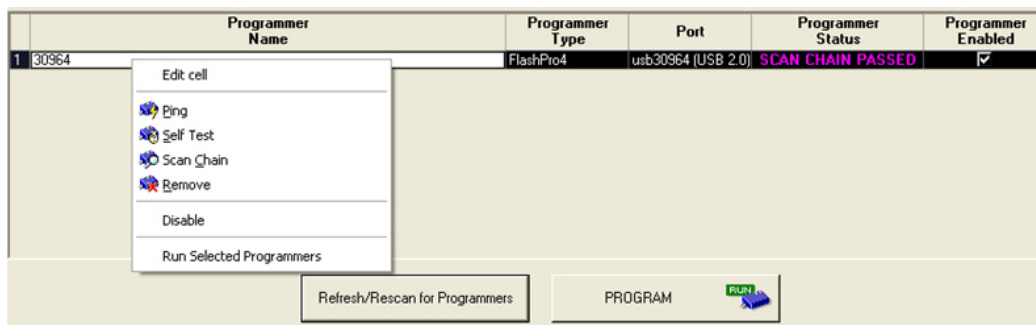 Programmer
Name
Programmer
Type
Port
Programmer
Status
Programmer
Enabled
1 30964 FlashPro4 usb30964 (USB 2.0) SCAN CHAIN PASSED
Edit cell
Ping
Self Test
Scan Chain
Remove
Disable
Run Selected Programmers
Refresh/Rescan for Programmers
PROGRAM
RUN